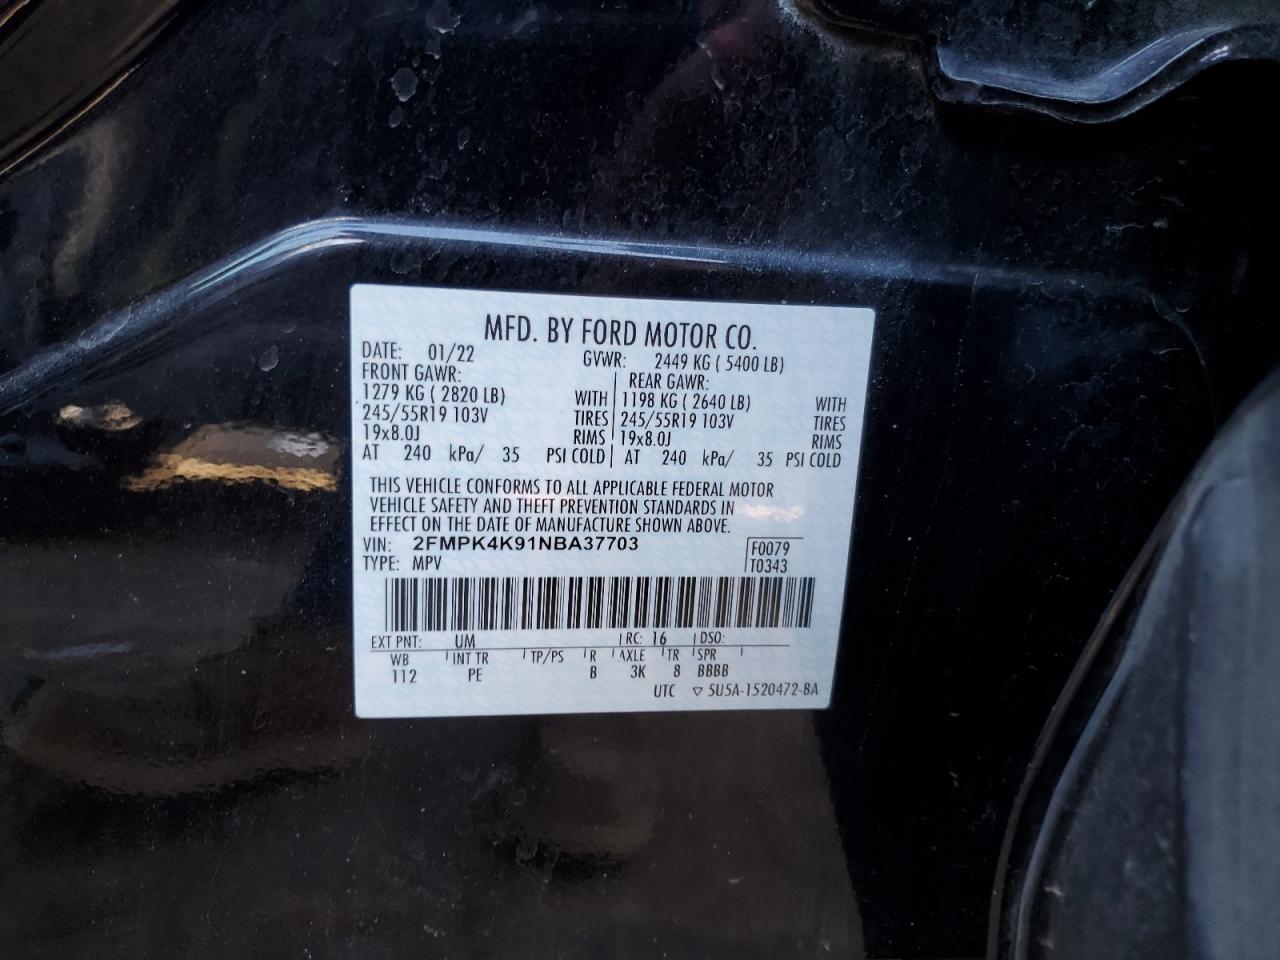 MFD. BY FORD MOTOR CO.
DATE: 01/22 GVWR: 2449 KG ( 5400 LB)
FRONT GAWR: REAR GAWR:
1279 KG ( 2820 LB) WITH 1198 KG ( 2640 LB) WITH
245/55R19 103V TIRES 245/55R19 103V TIRES
19x8.0J RIMS 19x8.0J RIMS
AT 240 kPa/ 35 PSI COLD AT 240 kPa/ 35 PSI COLD
THIS VEHICLE CONFORMS TO ALL APPLICABLE FEDERAL MOTOR
VEHICLE SAFETY AND THEFT PREVENTION STANDARDS IN
EFFECT ON THE DATE OF MANUFACTURE SHOWN ABOVE.
VIN: 2FMPK4K91NBA37703 F0079
TYPE: MPV T0343
EXT PNT: UM RC: 16 DSO:
WB INT TR TP/PS R AXLE TR SPR
112 PE B 3K 8 BBBB
UTC ▽ 5U5A-1520472-BA